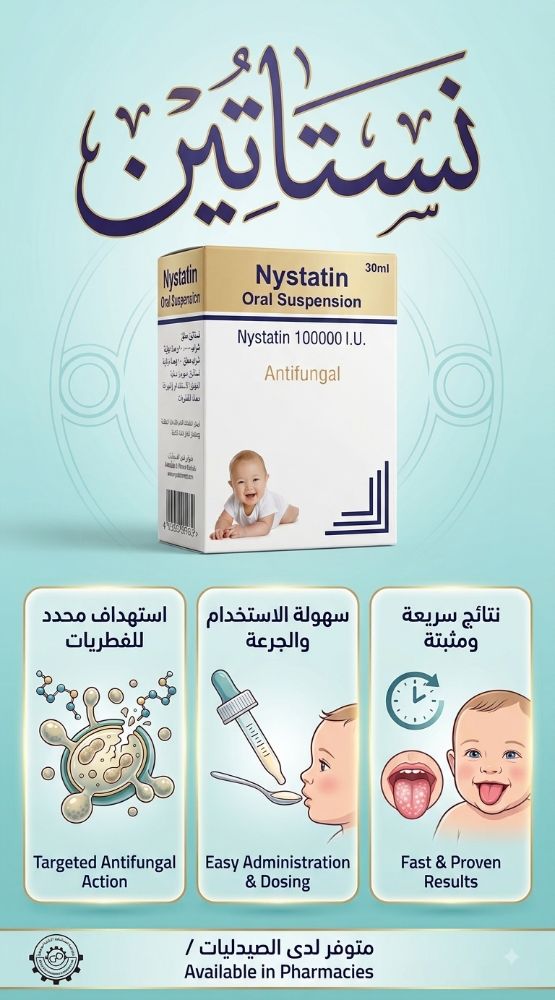 نستاتين
Nystatin
Oral Suspension
30ml
Nystatin
Oral Suspension
Nystatin 100000 I.U.
Antifungal
استهداف محدد
للفطريات
Targeted Antifungal
Action
سهولة الاستخدام
والجرعة
Easy Administration
& Dosing
نتائج سريعة
ومثبتة
Fast & Proven
Results
متوفر لدى الصيدليات /
Available in Pharmacies